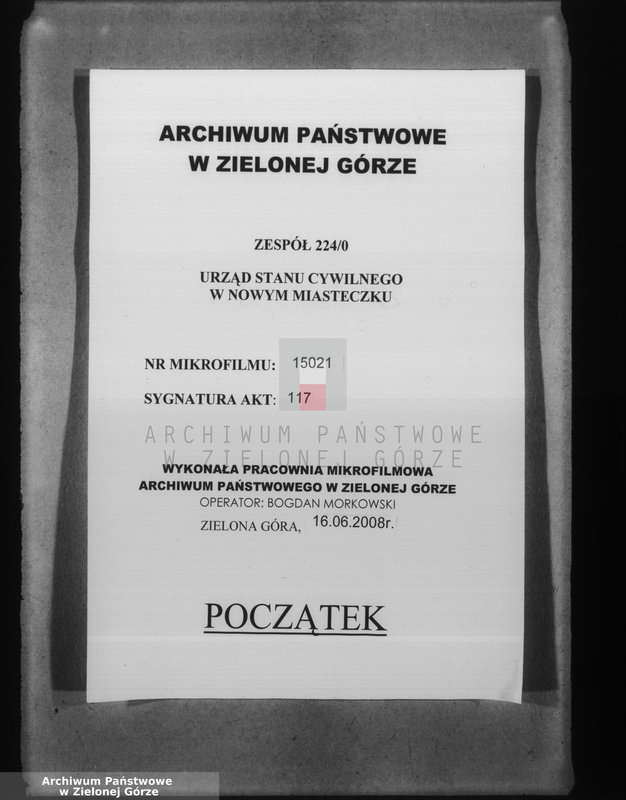 ARCHIWUM PAŃSTWOWE
W ZIELONEJ GÓRZE
ZESPÓŁ 224/0
URZĄD STANU CYWILNEGO
W NOWYM MIASTECZKU
NR MIKROFILMU: 15021
SYGNATURA AKT: 117
ARCHIWUM PAŃSTWOWE
W ZIELONEJ GÓRZE
WYKONAŁA PRACOWNIA MIKROFILMOWA
ARCHIWUM PAŃSTWOWEGO W ZIELONEJ GÓRZE
OPERATOR: BOGDAN MORKOWSKI
ZIELONA GÓRA, 16.06.2008r.
POCZĄTEK
Archiwum Państwowe
w Zielonej Górze